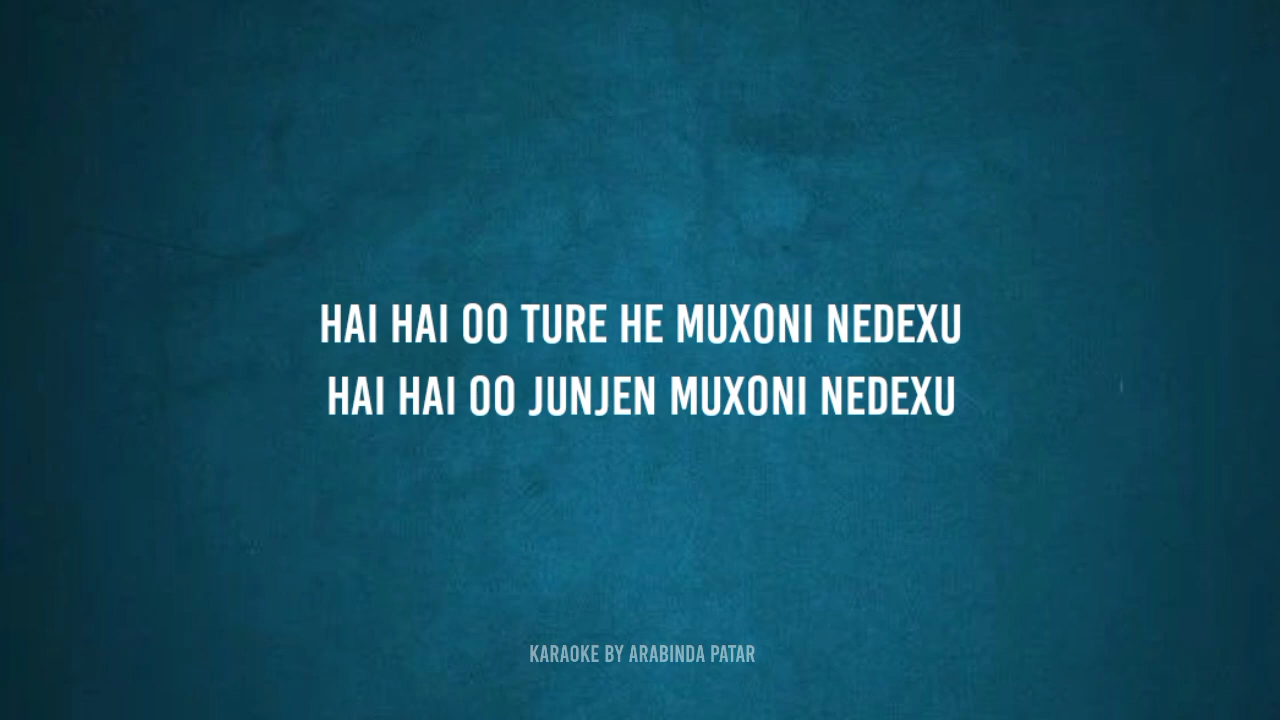 HAI HAI OO TURE HE MUXONI NEDEXU
HAI HAI OO JUNJEN MUXONI NEDEXU
KARAOKE BY ARABINDA PATAR